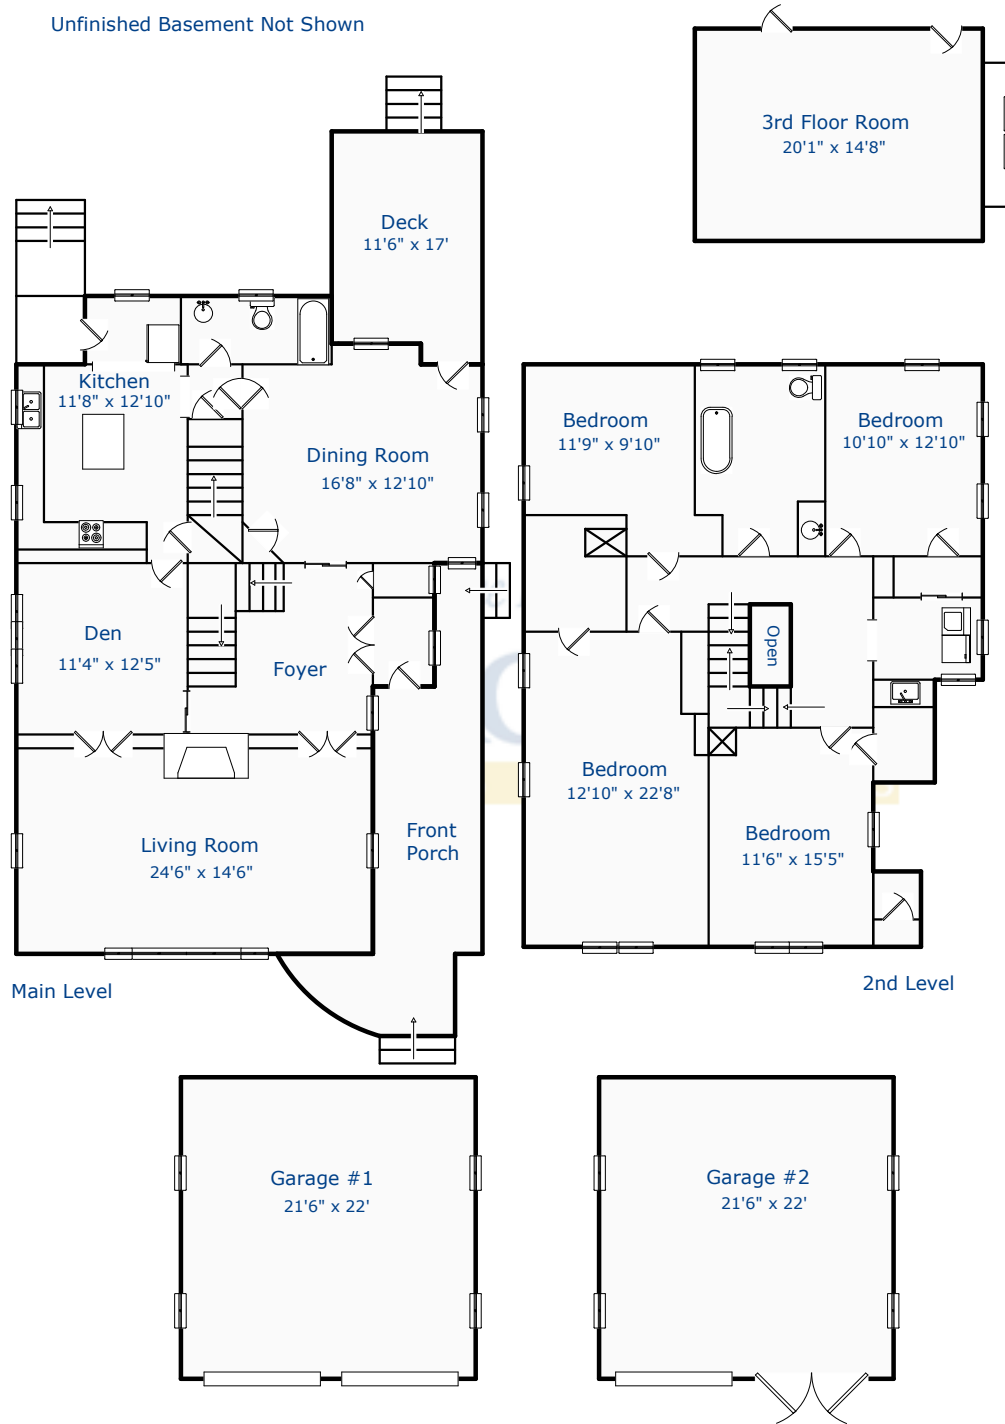 Unfinished Basement Not Shown
3rd Floor Room
20'1" x 14'8"
Deck
11'6" x 17'
Kitchen
11'8" x 12'10"
Dining Room
16'8" x 12'10"
Den
11'4" x 12'5"
Foyer
Living Room
24'6" x 14'6"
Front
Porch
Main Level
Bedroom
11'9" x 9'10"
Bedroom
10'10" x 12'10"
Open
Bedroom
12'10" x 22'8"
Bedroom
11'6" x 15'5"
2nd Level
Garage #1
21'6" x 22'
Garage #2
21'6" x 22'